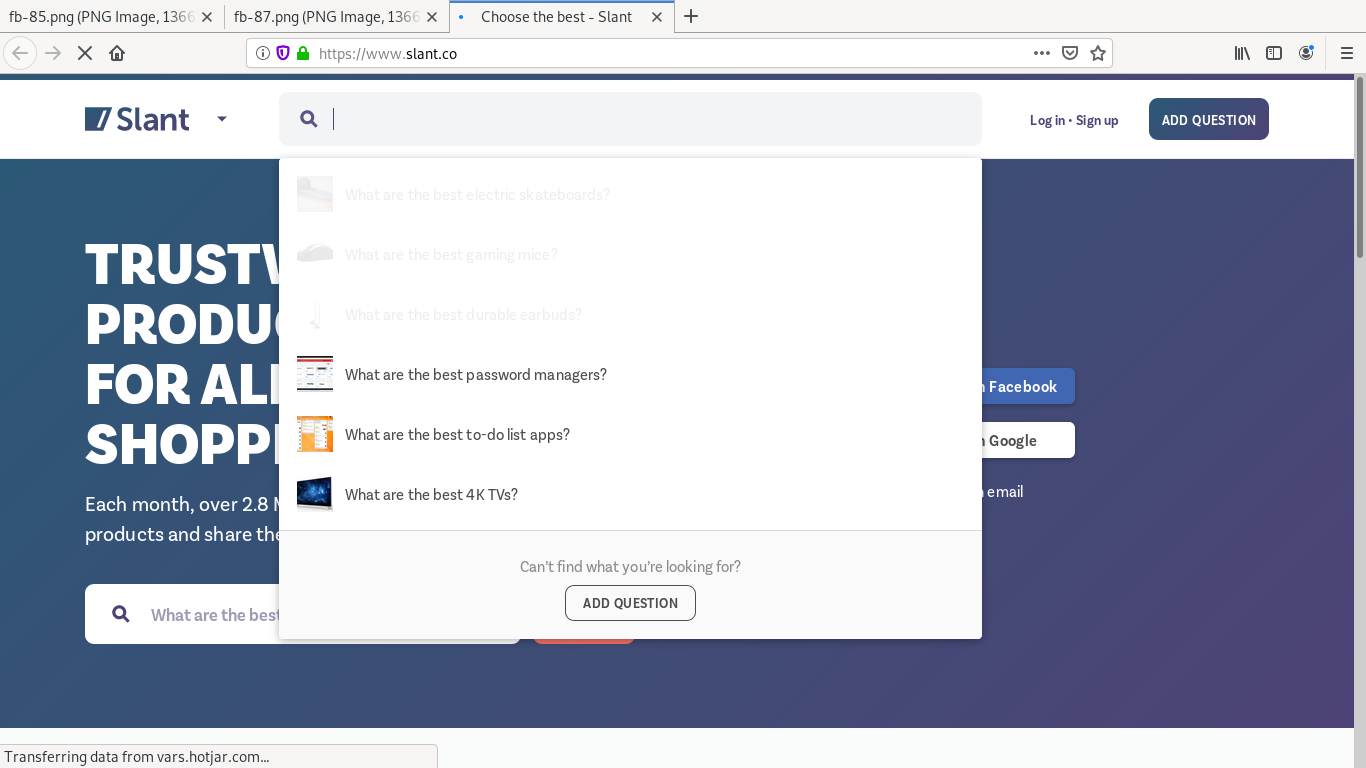 fb-85.png (PNG Image, 1366
fb-87.png (PNG Image, 1366
Choose the best - Slant
https://www.slant.co
Slant
Log in • Sign up
ADD QUESTION
What are the best electric skateboards?
What are the best gaming mice?
What are the best durable earbuds?
What are the best password managers?
What are the best to-do list apps?
What are the best 4K TVs?
Can't find what you're looking for?
ADD QUESTION
PRODU
FOR ALL
SHOPP
Facebook
Google
email
Each month, over 2.8 M
products and share the
What are the best
Transferring data from vars.hotjar.com…